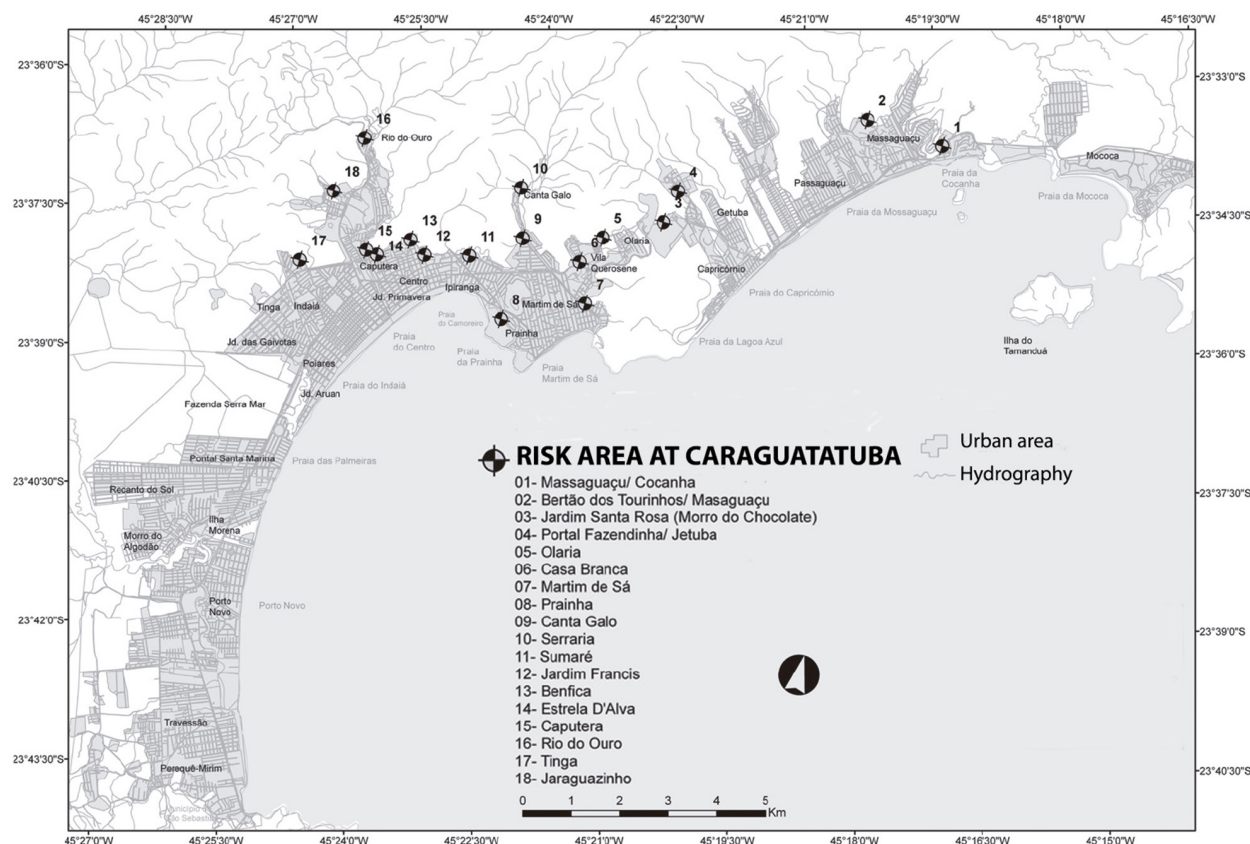 45°28'30"W 45°27'0"W 45°25'30"W 45°24'0"W 45°22'30"W 45°21'0"W 45°19'30"W 45°18'0"W 45°16'30"W
23°36'0"S
23°33'0"S
2
16
Rio do Ouro
Massaguaçu
1
Mococa
10
18
4
Praia da
Cocanha
Passaguaçu
Canta Galo
Praia da Mococa
23°37'30"S
3
Getuba
Praia da Mossaguaçu
23°34'30"S
13
9
5
15
12
6
Olaria
17
14
11
Vila
Querosene
Caputera
Capricórnio
Centro
7
Ipiranga
Praia do Capricómio
Jd. Primavera
8
Martim de Sá
Tinga
Indaiá
Praia
do Camoreiro
Prainha
23°39'0"S
Jd. das Gaivotas
Praia
do Centro
Praia da Lagoa Azul
Ilha do
Tamanduá
23°36'0"S
Praia
da Prainha
Poiares
Praia
Martim de Sá
Praia do Indaiá
Jd. Aruan
Fazenda Serra Mar
RISK AREA AT CARAGUATATUBA
Urban area
Hydrography
Pontal Santa Marina
Praia das Palmeiras
23°40'30"S
Recanto do Sol
23°37'30"S
01- Massaguaçu/ Cocanha
02- Bertão dos Tourinhos/ Masaguaçu
03- Jardim Santa Rosa (Morro do Chocolate)
04- Portal Fazendinha/ Jetuba
05- Olaria
06- Casa Branca
07- Martim de Sá
08- Prainha
09- Canta Galo
10- Serraria
11- Sumaré
12- Jardim Francis
13- Benfica
14- Estrela D'Alva
15- Caputera
16- Rio do Ouro
17- Tinga
18- Jaraguazinho
Ilha
Morena
Morro do
Algodão
Porto
Novo
Porto Novo
23°42'0"S
23°39'0"S
Travessão
23°43'30"S
Perequê-Mirim
23°40'30"S
0 1 2 3 4 5
Km
45°27'0"W 45°25'30"W 45°24'0"W 45°22'30"W 45°21'0"W 45°19'30"W 45°18'0"W 45°16'30"W 45°15'0"W